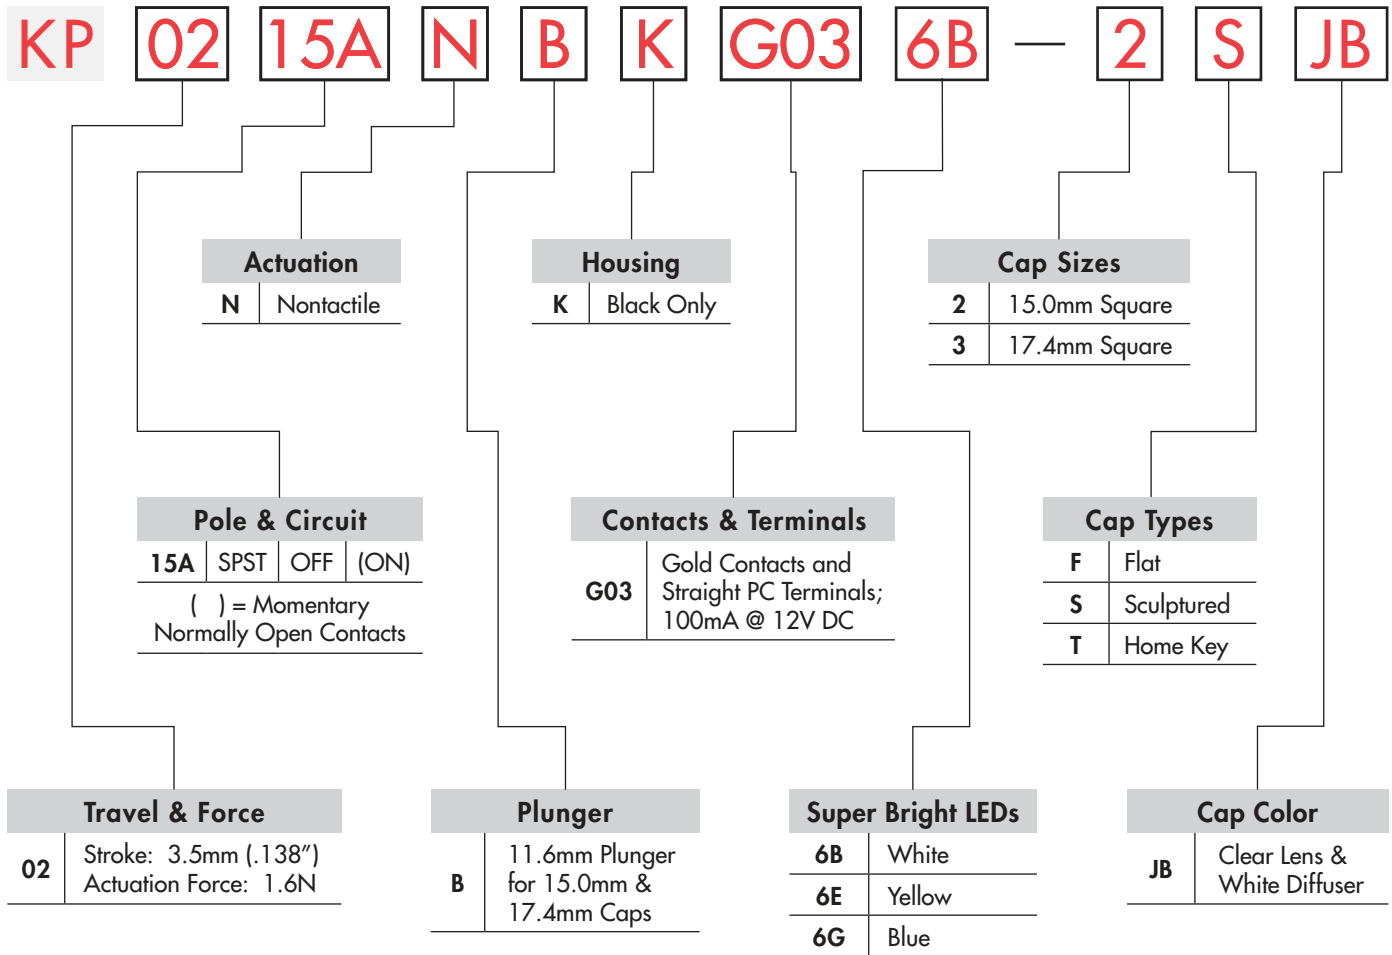 KP 02 15A N B K G03 6B — 2 S JB
Actuation
N Nontactile
Housing
K Black Only
Cap Sizes
2 15.0mm Square
3 17.4mm Square
Pole & Circuit
15A SPST OFF (ON)
( ) = Momentary
Normally Open Contacts
Contacts & Terminals
G03 Gold Contacts and
Straight PC Terminals;
100mA @ 12V DC
Cap Types
F Flat
S Sculptured
T Home Key
Travel & Force
02 Stroke: 3.5mm (.138”)
Actuation Force: 1.6N
Plunger
B 11.6mm Plunger
for 15.0mm &
17.4mm Caps
Super Bright LEDs
6B White
6E Yellow
6G Blue
Cap Color
JB Clear Lens &
White Diffuser